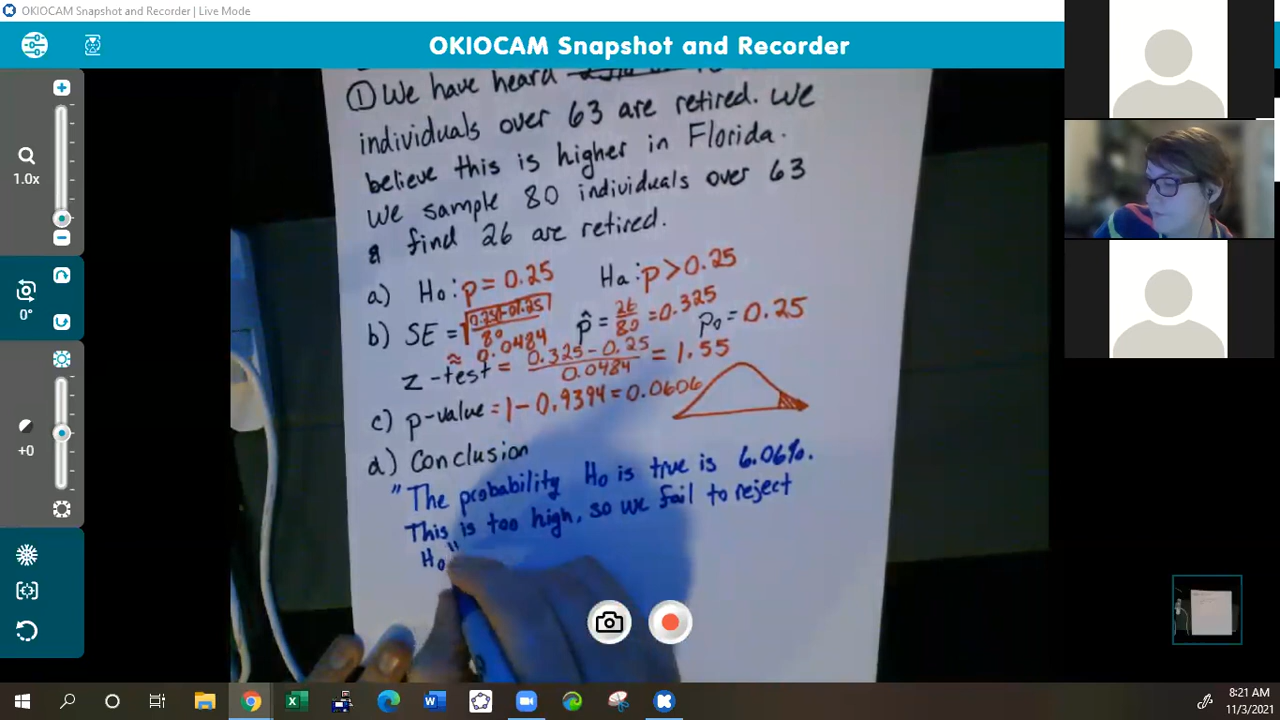 OKIOCAM Snapshot and Recorder | Live Mode
OKIOCAM Snapshot and Recorder
1.0x
0°
+0
① We have heard
individuals over 63 are retired. We
believe this is higher in Florida.
We sample 80 individuals over 63
& find 26 are retired.
a) Ho: p = 0.25 Ha: p > 0.25
b) SE = √ 80 ≈ 0.0484 p̂ = 26/80 = 0.325 po = 0.25
z-test = 0.325 - 0.25 / 0.0484 = 1.55
c) p-value = 1 - 0.9394 = 0.0606
d) Conclusion
"The probability Ho is true is 6.06%.
This is too high, so we fail to reject
Ho"
8:21 AM
11/3/2021